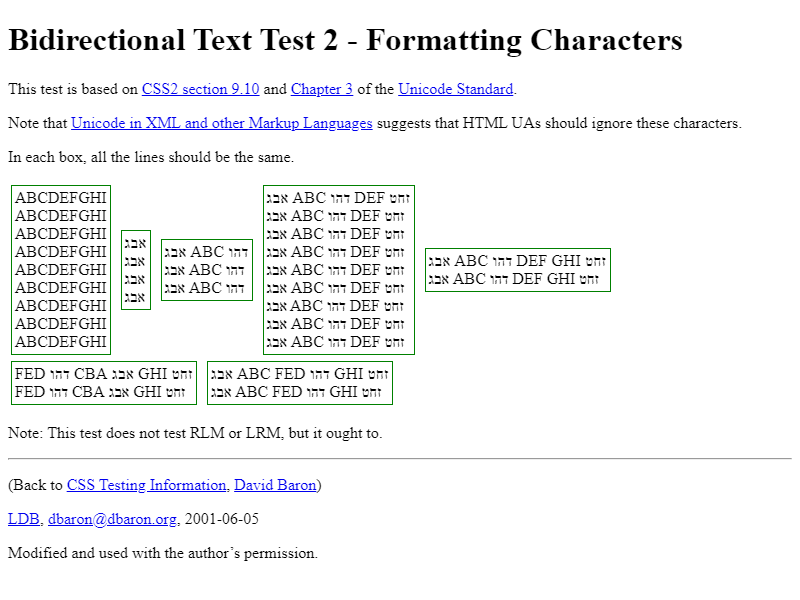 Bidirectional Text Test 2 - Formatting Characters
This test is based on CSS2 section 9.10 and Chapter 3 of the Unicode Standard.
Note that Unicode in XML and other Markup Languages suggests that HTML UAs should ignore these characters.
In each box, all the lines should be the same.
ABCDEFGHI
ABCDEFGHI
ABCDEFGHI
ABCDEFGHI
ABCDEFGHI
ABCDEFGHI
ABCDEFGHI
ABCDEFGHI
ABCDEFGHI
אבג
אבג
אבג
אבג
אבג ABC דהו
אבג ABC דהו
אבג ABC דהו
אבג ABC דהו DEF זחט
אבג ABC דהו DEF זחט
אבג ABC דהו DEF זחט
אבג ABC דהו DEF זחט
אבג ABC דהו DEF זחט
אבג ABC דהו DEF זחט
אבג ABC דהו DEF זחט
אבג ABC דהו DEF זחט
אבג ABC דהו DEF זחט
אבג ABC דהו DEF GHI זחט
אבג ABC דהו DEF GHI זחט
FED דהו CBA אבג GHI זחט
FED דהו CBA אבג GHI זחט
אבג ABC FED דהו GHI זחט
אבג ABC FED דהו GHI זחט
Note: This test does not test RLM or LRM, but it ought to.
(Back to CSS Testing Information, David Baron)
LDB, dbaron@dbaron.org, 2001-06-05
Modified and used with the author’s permission.